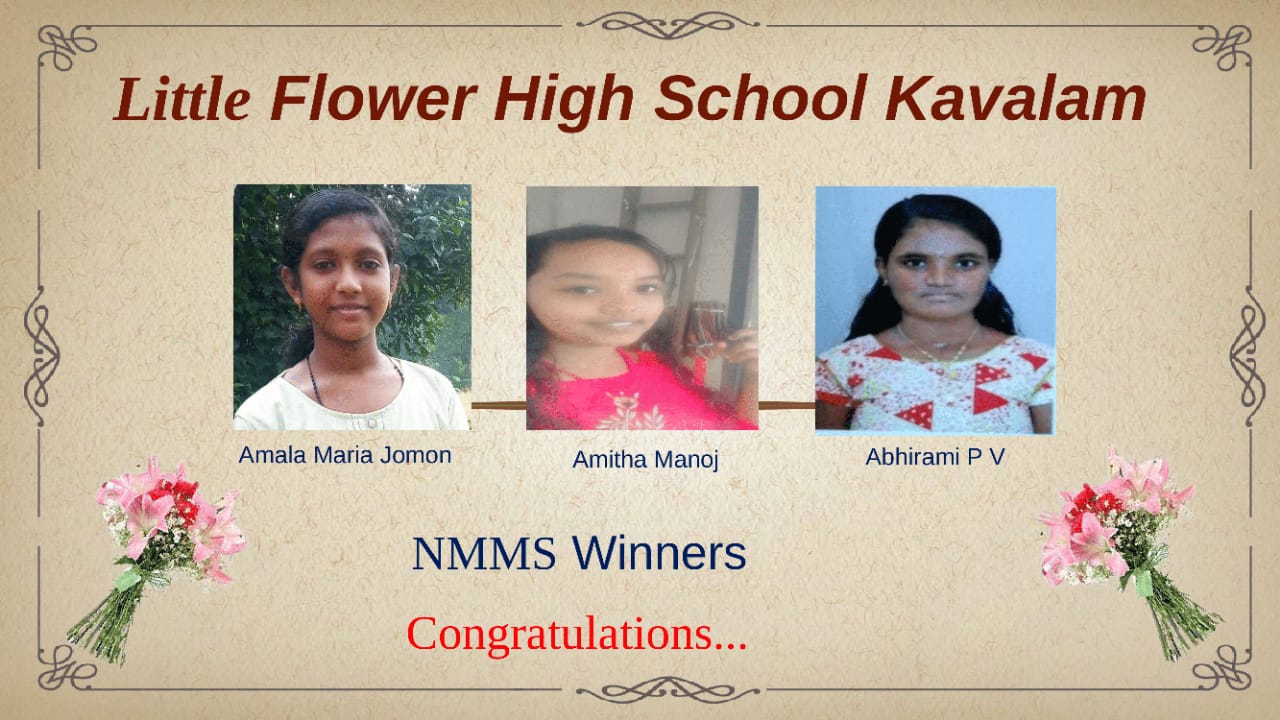 Little Flower High School Kavalam
Amala Maria Jomon
Amitha Manoj
Abhirami P V
NMMS Winners
Congratulations...